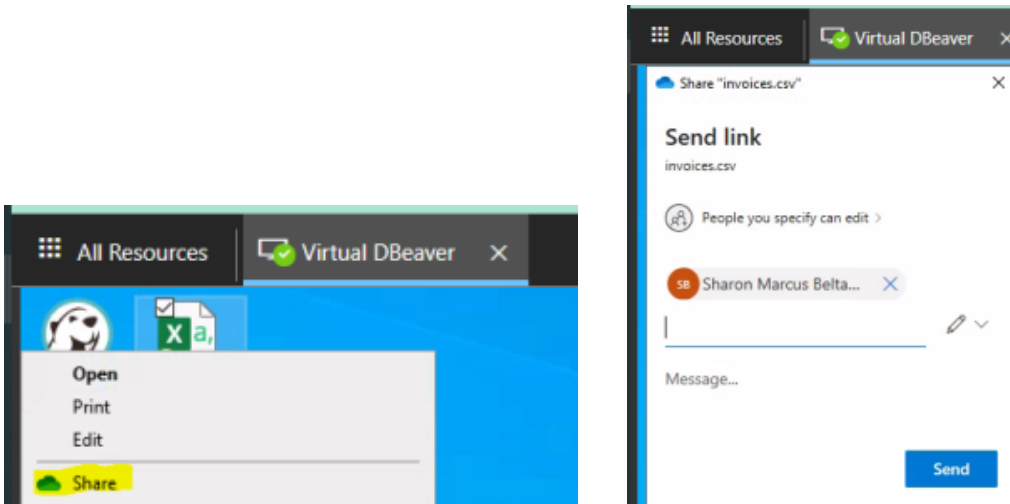 All Resources Virtual DBeaver
X a,
Open
Print
Edit
Share
All Resources Virtual DBeaver
Share "invoices.csv"
Send link
invoices.csv
People you specify can edit >
SB Sharon Marcus Belta...
Message...
Send